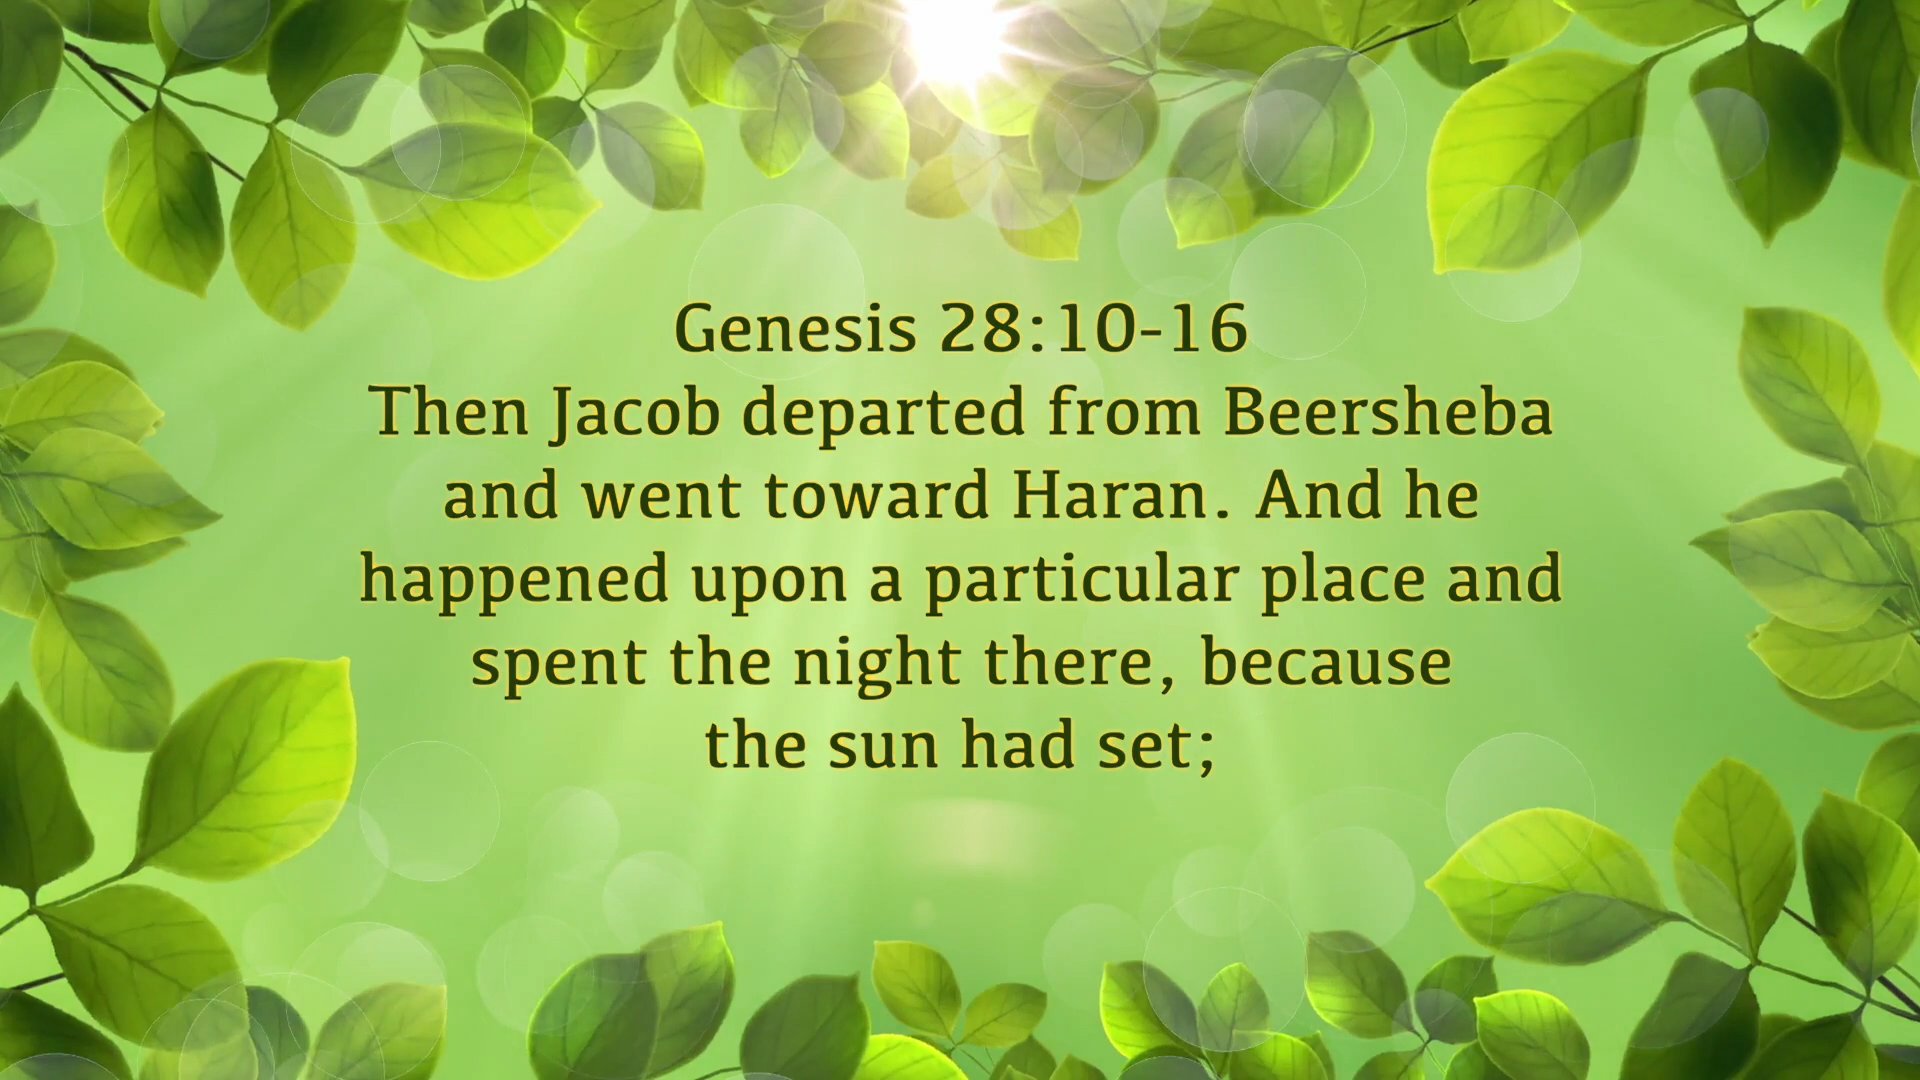 Genesis 28:10-16
Then Jacob departed from Beersheba
and went toward Haran. And he
happened upon a particular place and
spent the night there, because
the sun had set;